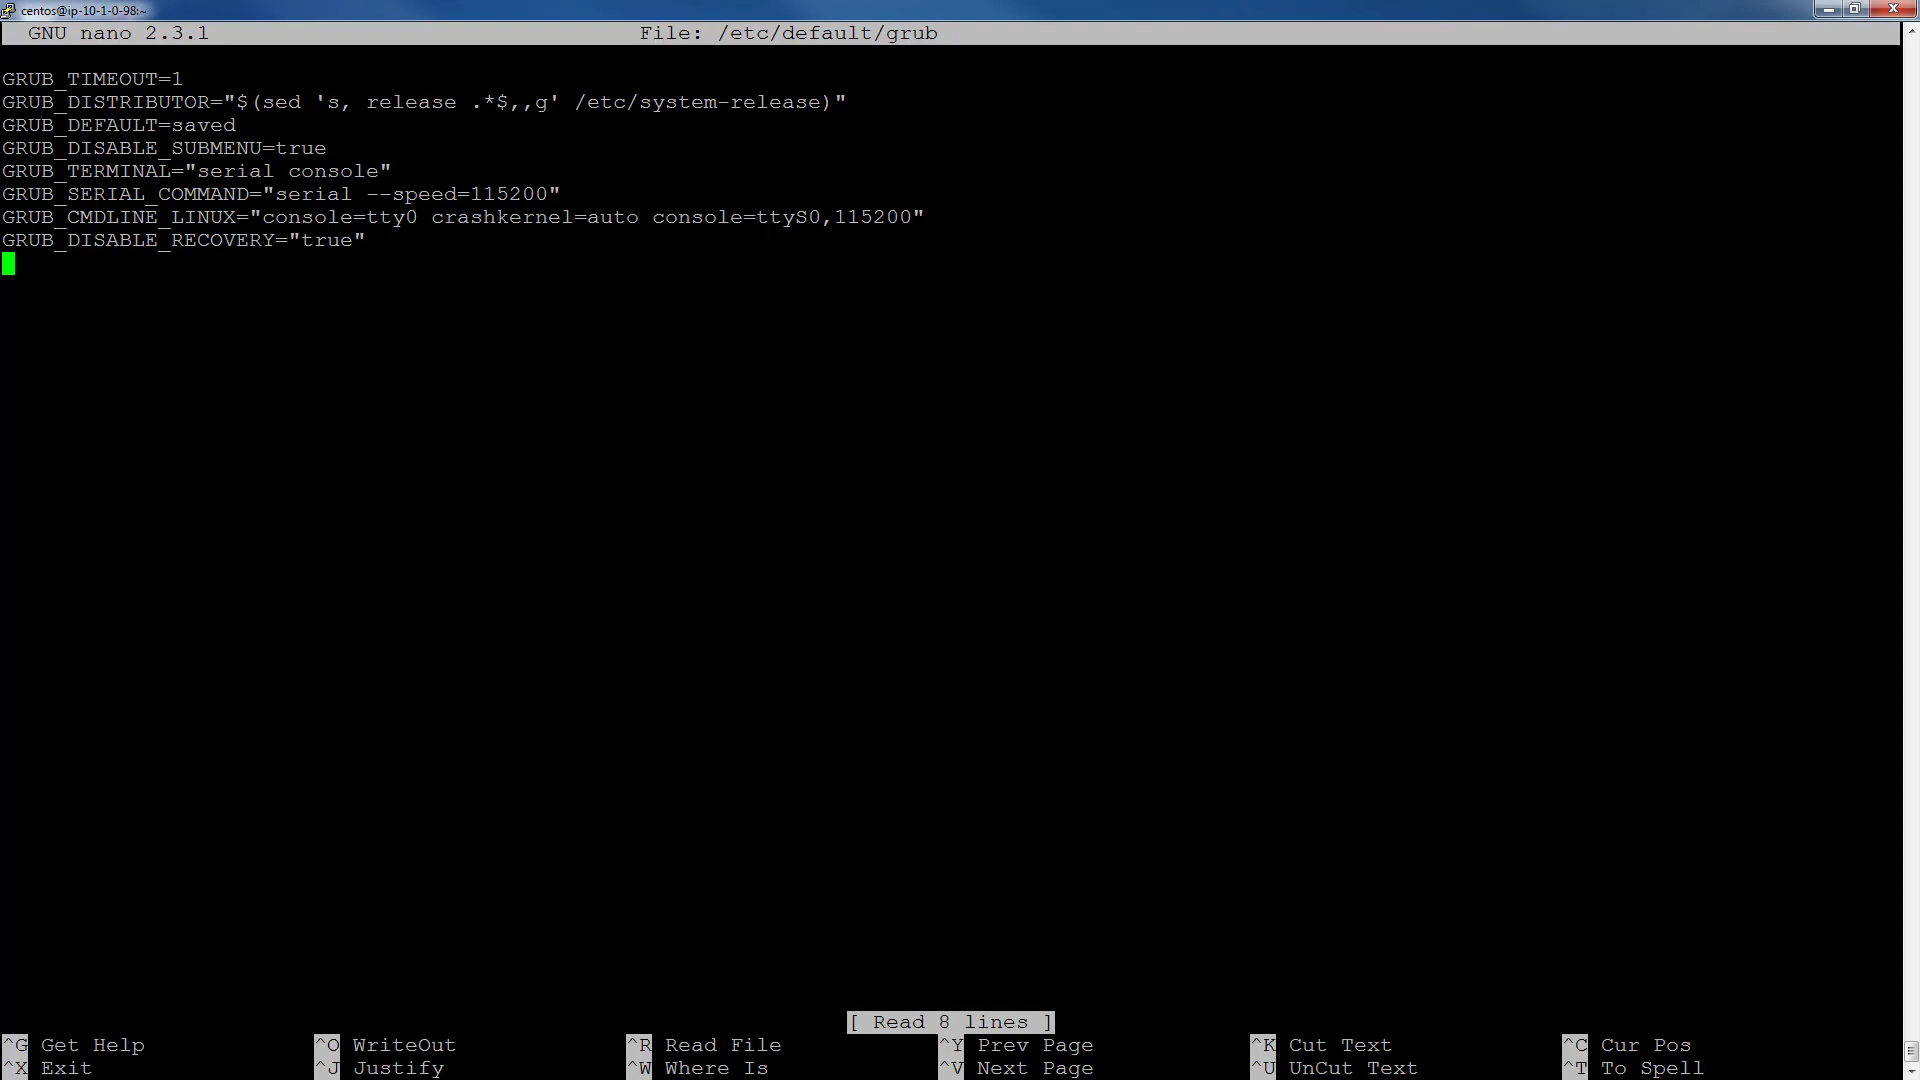 centos@ip-10-1-0-98:~
GNU nano 2.3.1 File: /etc/default/grub
GRUB_TIMEOUT=1
GRUB_DISTRIBUTOR="$(sed 's, release .*$,,g' /etc/system-release)"
GRUB_DEFAULT=saved
GRUB_DISABLE_SUBMENU=true
GRUB_TERMINAL="serial console"
GRUB_SERIAL_COMMAND="serial --speed=115200"
GRUB_CMDLINE_LINUX="console=tty0 crashkernel=auto console=ttyS0,115200"
GRUB_DISABLE_RECOVERY="true"
[ Read 8 lines ]
^G Get Help ^O WriteOut ^R Read File ^Y Prev Page ^K Cut Text ^C Cur Pos
^X Exit ^J Justify ^W Where Is ^V Next Page ^U UnCut Text ^T To Spell